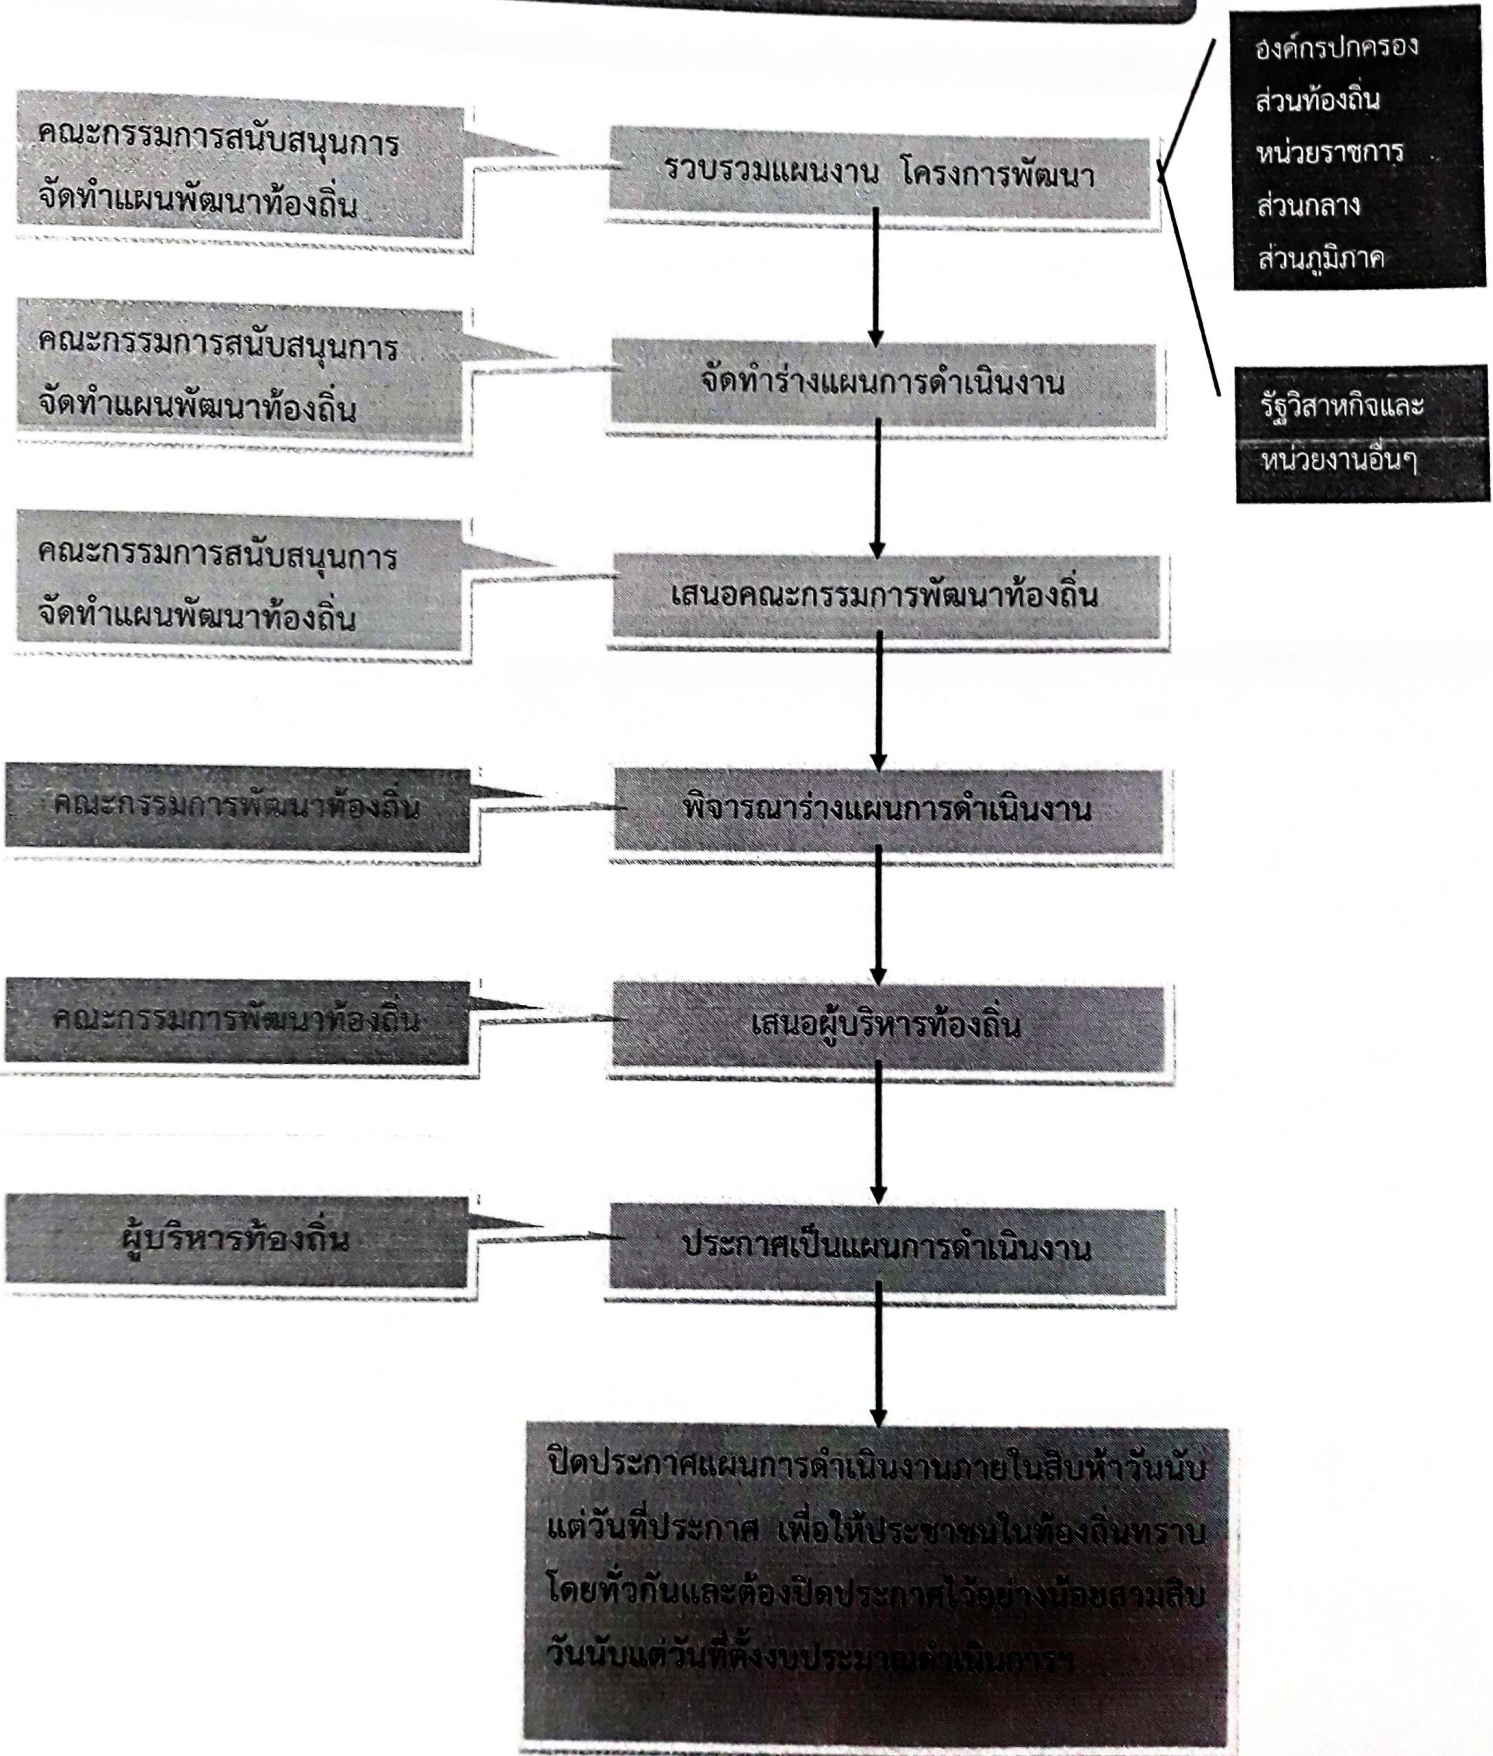 องค์กรปกครอง
ส่วนท้องถิ่น
หน่วยราชการ
ส่วนกลาง
ส่วนภูมิภาค
คณะกรรมการสนับสนุนการ
จัดทำแผนพัฒนาท้องถิ่น
รวบรวมแผนงาน โครงการพัฒนา
คณะกรรมการสนับสนุนการ
จัดทำแผนพัฒนาท้องถิ่น
จัดทำร่างแผนการดำเนินงาน
รัฐวิสาหกิจและ
หน่วยงานอื่นๆ
คณะกรรมการสนับสนุนการ
จัดทำแผนพัฒนาท้องถิ่น
เสนอคณะกรรมการพัฒนาท้องถิ่น
คณะกรรมการพัฒนาท้องถิ่น
พิจารณาร่างแผนการดำเนินงาน
คณะกรรมการพัฒนาท้องถิ่น
เสนอผู้บริหารท้องถิ่น
ผู้บริหารท้องถิ่น
ประกาศเป็นแผนการดำเนินงาน
ปิดประกาศแผนการดำเนินงานภายในสิบห้าวันนับ
แต่วันที่ประกาศ เพื่อให้ประชาชนในท้องถิ่นทราบ
โดยทั่วกันและต้องปิดประกาศไว้อย่างน้อยสามสิบ
วันนับแต่วันที่ตั้งงบประมาณดำเนินการฯ